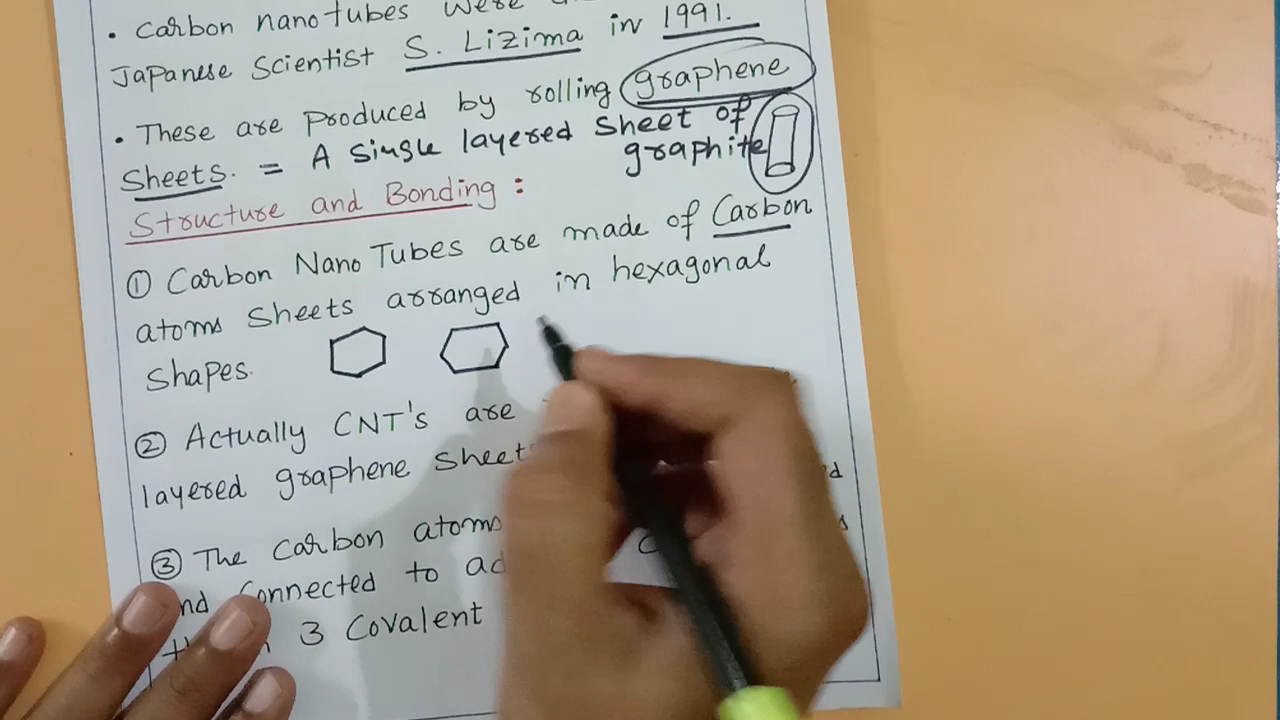 • Carbon nanotubes were
Japanese Scientist S. Lizima in 1991.
• These are Produced by rolling graphene
Sheets. = A Single layered Sheet of
graphite
Structure and Bonding :
① Carbon Nano Tubes are made of Carbon
atoms Sheets arranged in hexagonal
Shapes.
② Actually CNT's are
layered graphene Sheet
③ The Carbon atoms
Connected to
3 Covalent